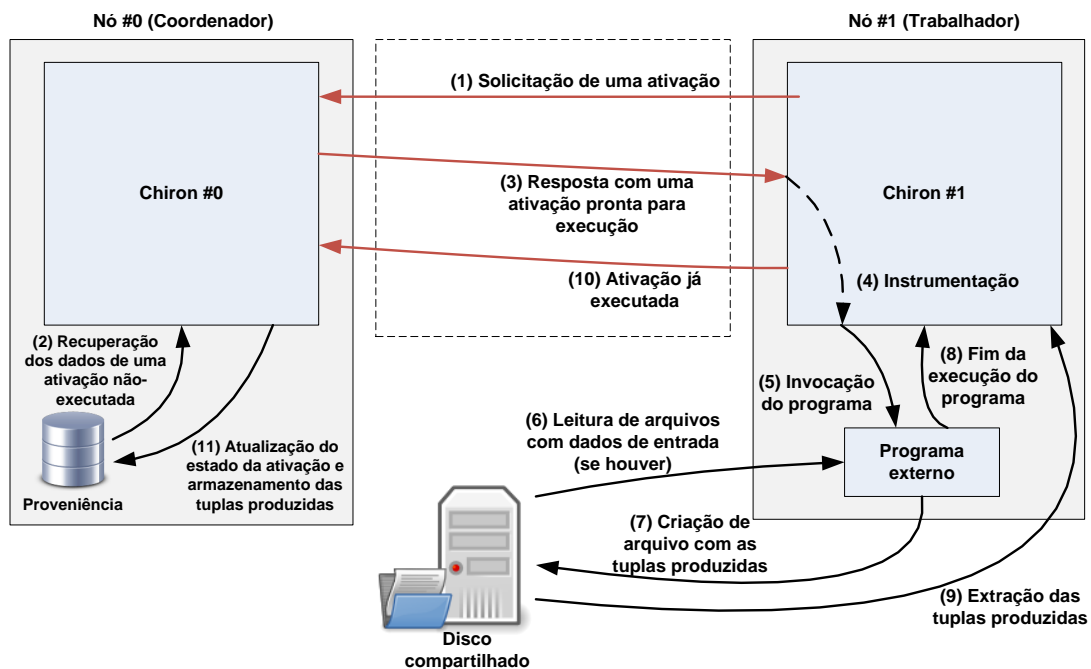 Nó #0 (Coordenador)
Nó #1 (Trabalhador)
(1) Solicitação de uma ativação
Chiron #0
(3) Resposta com uma
ativação pronta para
execução
Chiron #1
(10) Ativação já
executada
(4) Instrumentação
(2) Recuperação
dos dados de uma
ativação não-
executada
(5) Invocação
do programa
(8) Fim da
execução do
programa
(6) Leitura de arquivos
com dados de entrada
(se houver)
(11) Atualização do
estado da ativação e
armazenamento das
tuplas produzidas
Proveniência
Programa
externo
(7) Criação de
arquivo com as
tuplas produzidas
(9) Extração das
tuplas produzidas
Disco
compartilhado